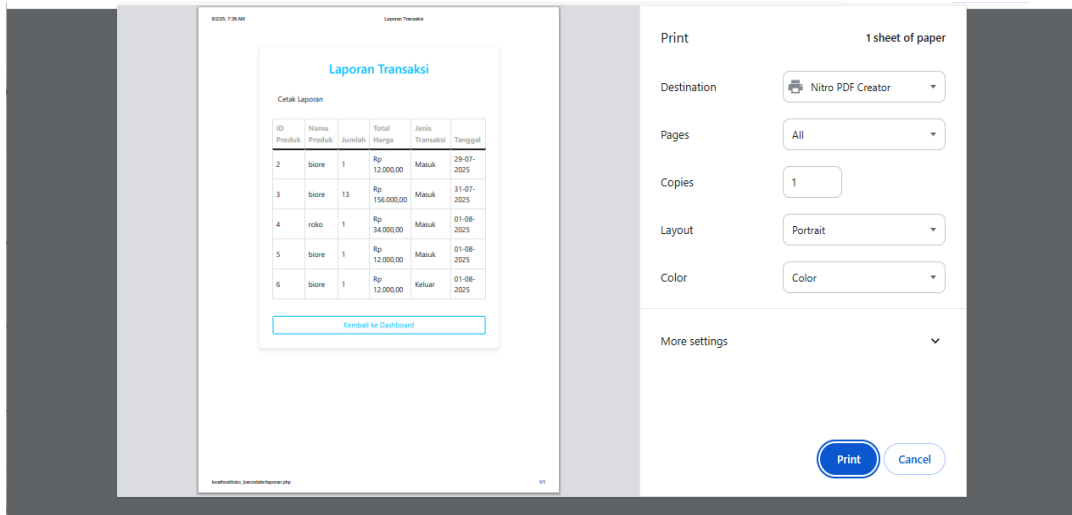 8/2/25, 7:38 AM Laporan Transaksi
Laporan Transaksi
Cetak Laporan
ID Produk Nama Produk Jumlah Total Harga Jenis Transaksi Tanggal
2 biore 1 Rp 12.000,00 Masuk 29-07-2025
3 biore 13 Rp 156.000,00 Masuk 31-07-2025
4 roko 1 Rp 34.000,00 Masuk 01-08-2025
5 biore 1 Rp 12.000,00 Masuk 01-08-2025
6 biore 1 Rp 12.000,00 Keluar 01-08-2025
Kembali ke Dashboard
1/1
Print 1 sheet of paper
Destination Nitro PDF Creator
Pages All
Copies 1
Layout Portrait
Color Color
More settings
Print Cancel